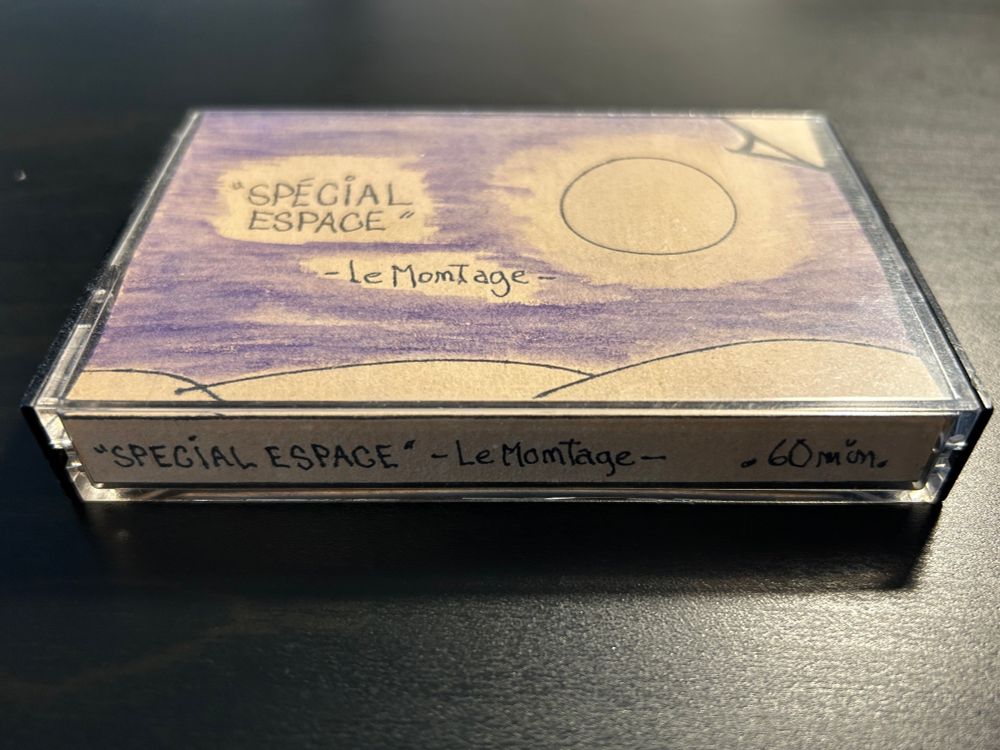 "SPÉCIAL
ESPACE"
- Le Momtage -
"SPECIAL ESPACE" - Le Momtage - . 60 min.